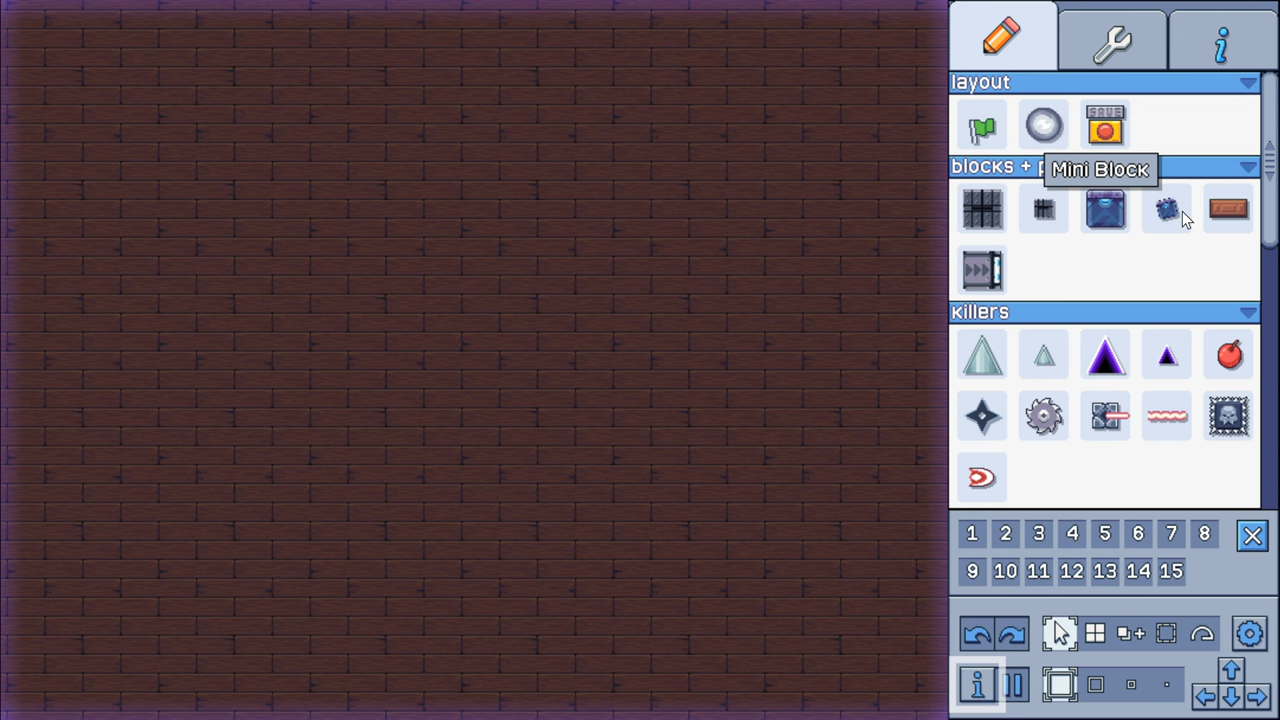 layout
SAVE
blocks + p
Mini Block
killers
1 2 3 4 5 6 7 8
9 10 11 12 13 14 15